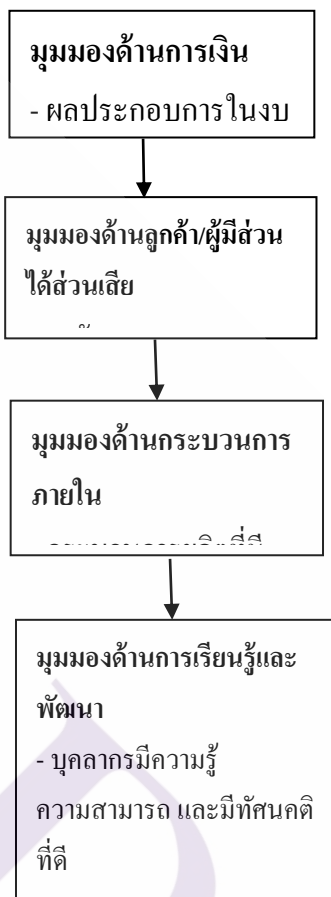 มุมมองด้านการเงิน
- ผลประกอบการในงบ
มุมมองด้านลูกค้า/ผู้มีส่วน
ได้ส่วนเสีย
มุมมองด้านกระบวนการ
ภายใน
มุมมองด้านการเรียนรู้และ
พัฒนา
- บุคลากรมีความรู้
ความสามารถ และมีทัศนคติ
ที่ดี